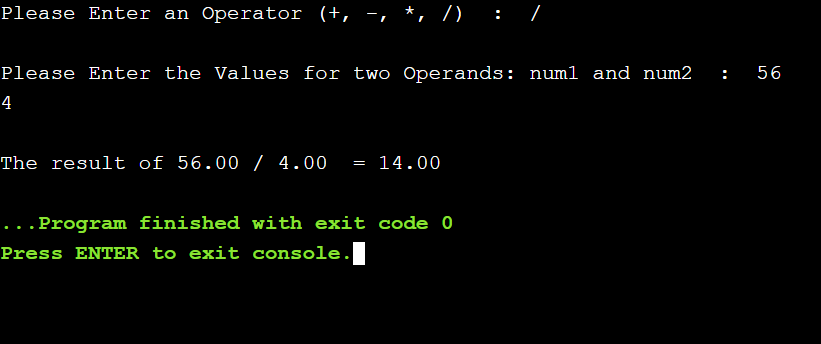 Please Enter an Operator (+, -, *, /)  :  /
Please Enter the Values for two Operands: num1 and num2  :  56
4
The result of 56.00 / 4.00  = 14.00
...Program finished with exit code 0
Press ENTER to exit console.